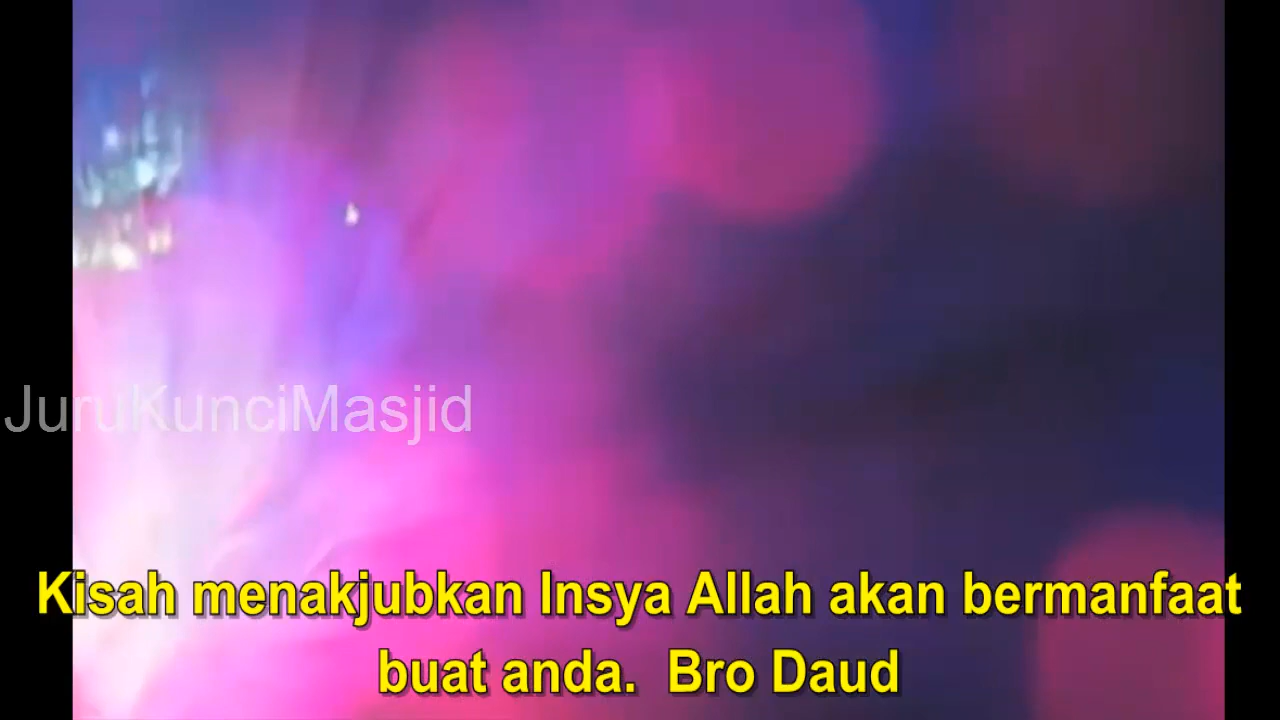 JuruKunciMasjid
Kisah menakjubkan Insya Allah akan bermanfaat
buat anda.  Bro Daud